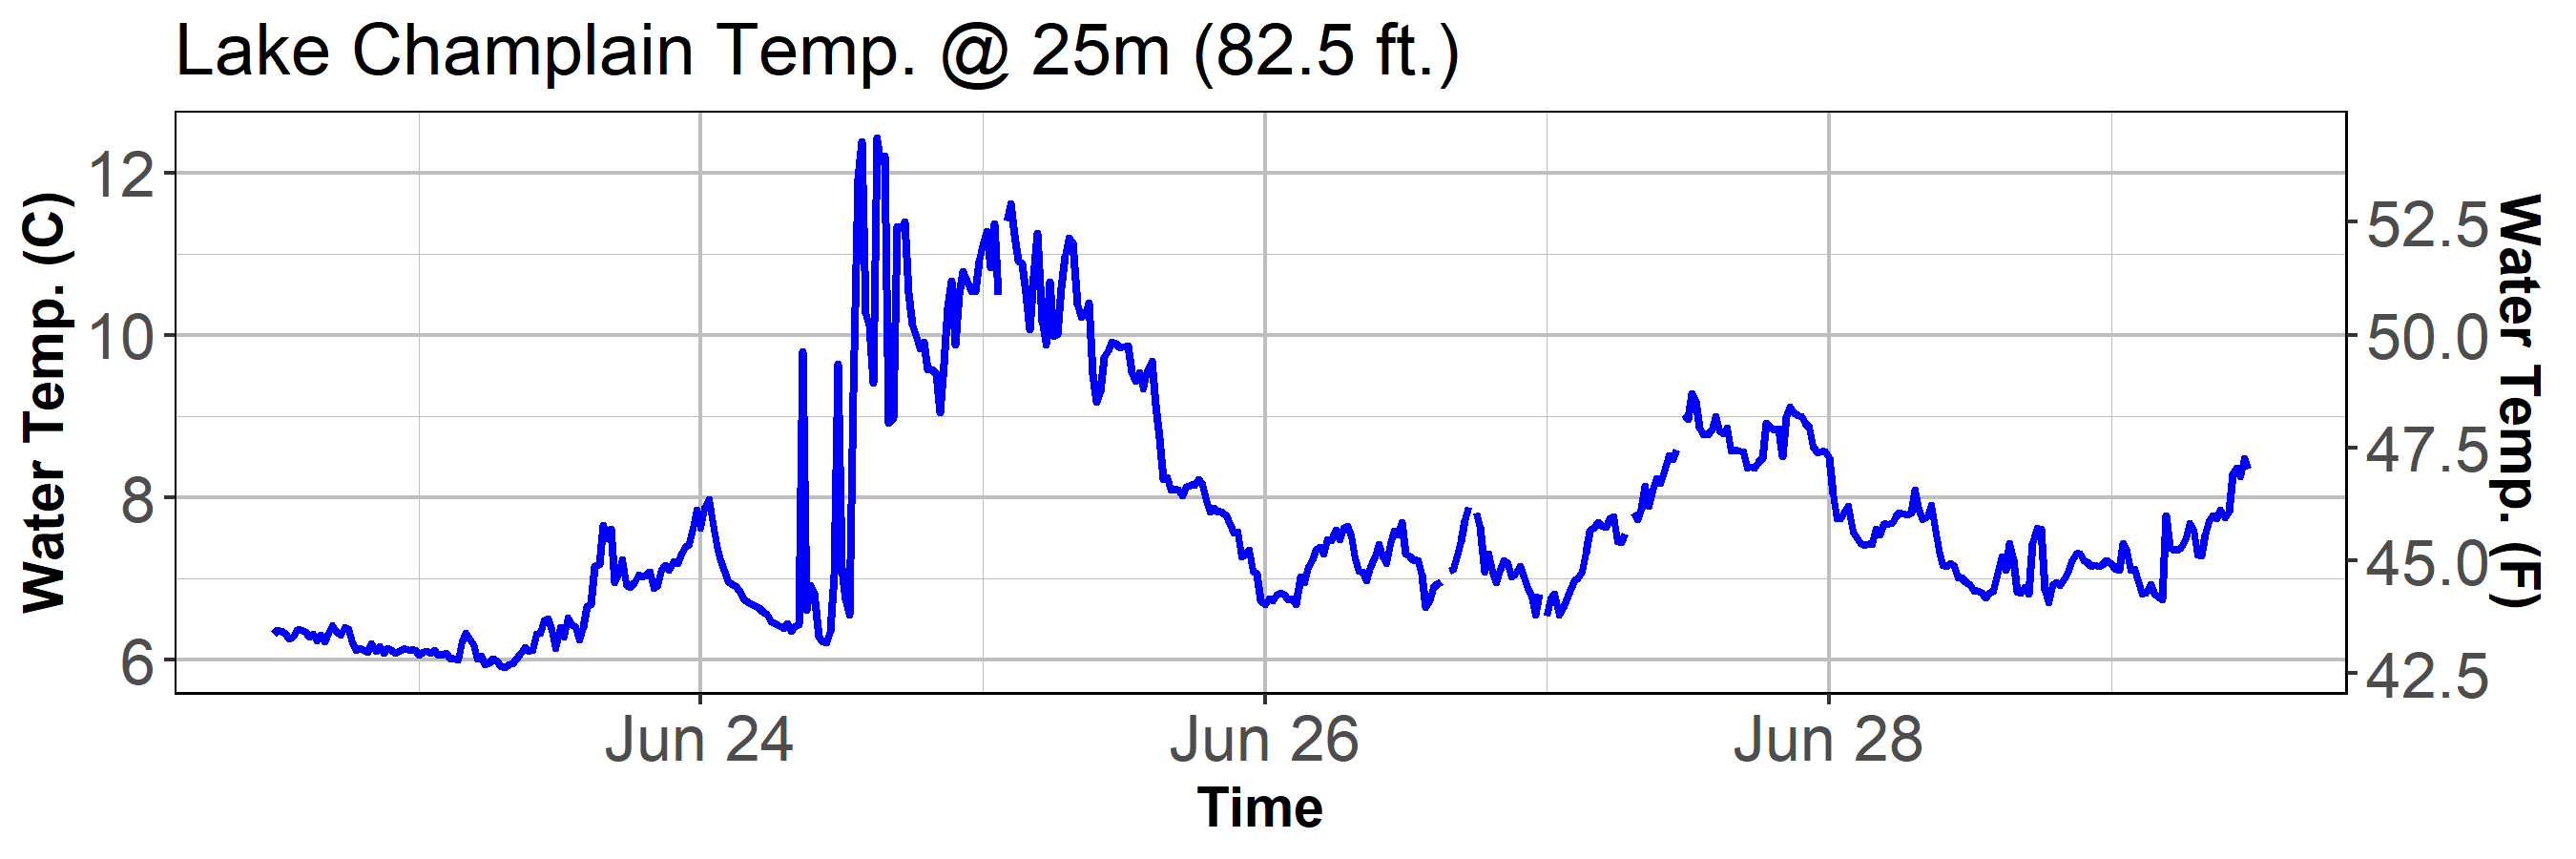 Lake Champlain Temp. @ 25m (82.5 ft.)
Water Temp. (C)
12
10
8
6
52.5
50.0
47.5
45.0
42.5
Water Temp. (F)
Jun 24
Jun 26
Jun 28
Time